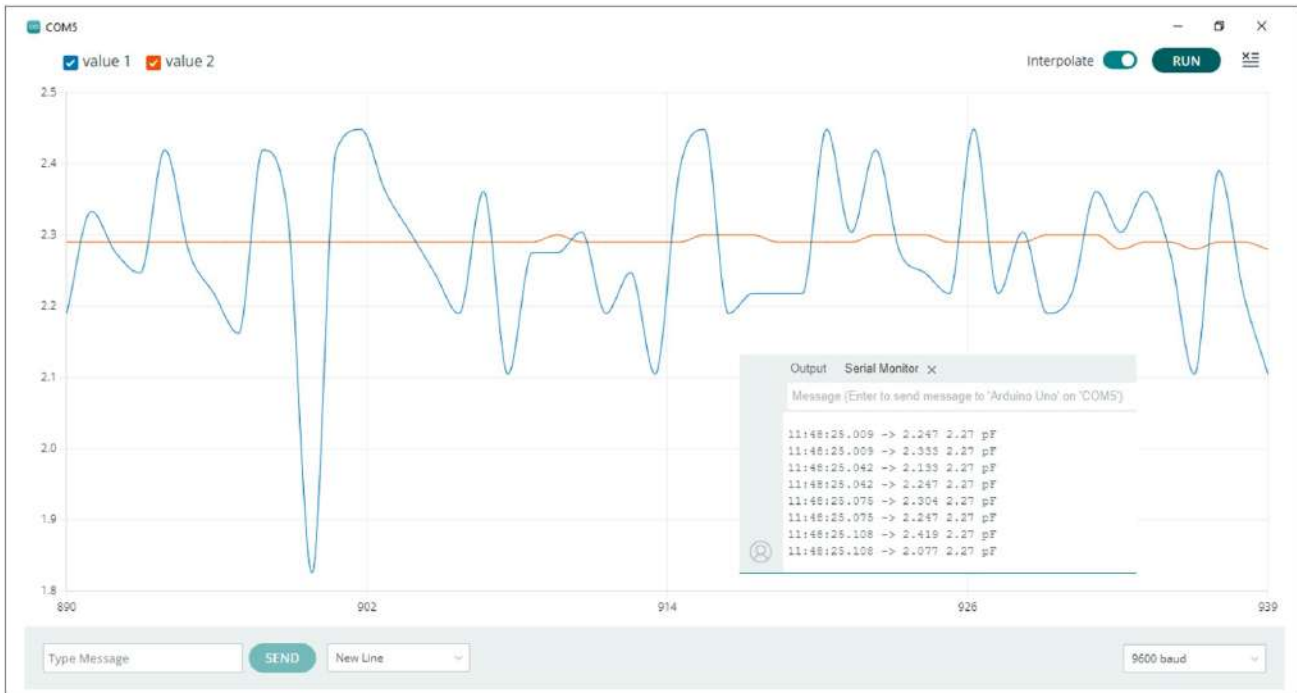 COM5
value 1 value 2
Interpolate RUN
2.5
2.4
2.3
2.2
2.1
2.0
1.9
1.8
890 902 914 926 939
Output Serial Monitor
Message (Enter to send message to 'Arduino Uno' on 'COM5')
11:48:25.009 -> 2.247 2.27 pF
11:48:25.009 -> 2.333 2.27 pF
11:48:25.042 -> 2.133 2.27 pF
11:48:25.042 -> 2.247 2.27 pF
11:48:25.075 -> 2.304 2.27 pF
11:48:25.075 -> 2.247 2.27 pF
11:48:25.108 -> 2.419 2.27 pF
11:48:25.108 -> 2.077 2.27 pF
Type Message SEND New Line 9600 baud